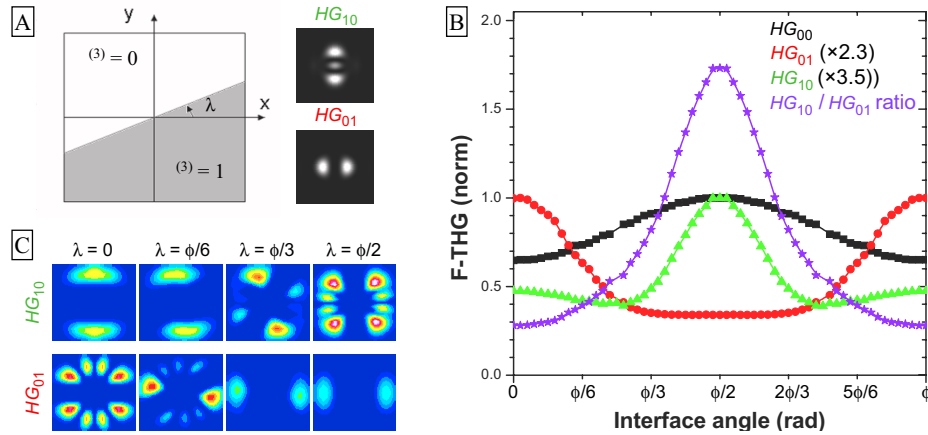 A
y
HG10
(3) = 0
λ
x
HG01
(3) = 1
C
λ = 0 λ = ϕ/6 λ = ϕ/3 λ = ϕ/2
HG10
HG01
B
HG00
HG01 (×2.3)
HG10 (×3.5))
HG10 / HG01 ratio
F-THG (norm)
2.0
1.5
1.0
0.5
0.0
0 ϕ/6 ϕ/3 ϕ/2 2ϕ/3 5ϕ/6 ϕ
Interface angle (rad)